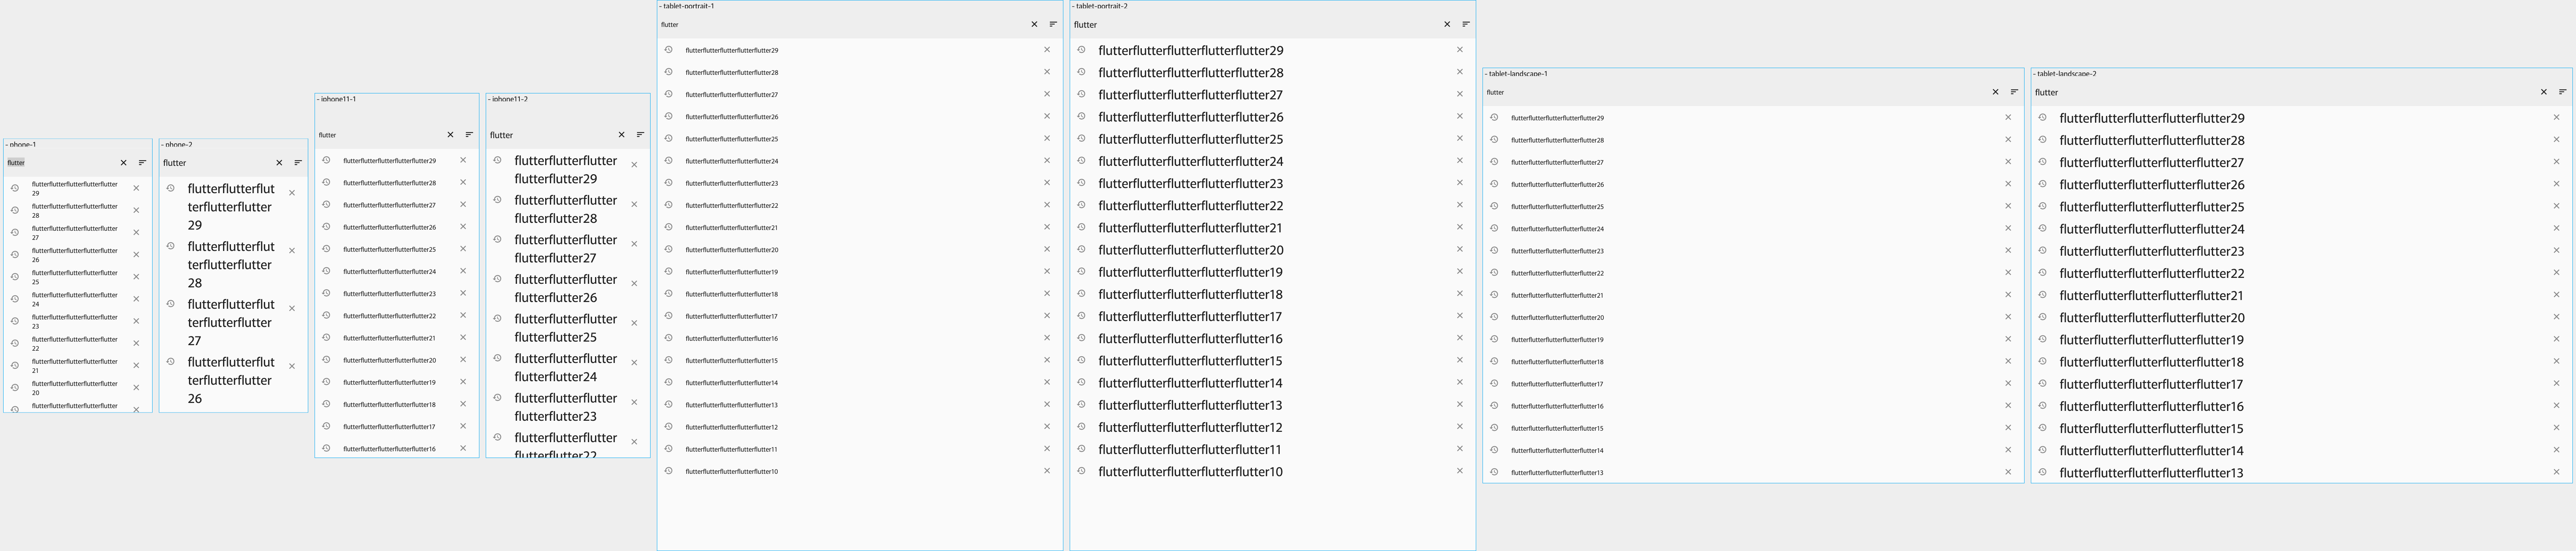 - phone-1
flutter
flutterflutterflutterflutterflutter
29
flutterflutterflutterflutterflutter
28
flutterflutterflutterflutterflutter
27
flutterflutterflutterflutterflutter
26
flutterflutterflutterflutterflutter
25
flutterflutterflutterflutterflutter
24
flutterflutterflutterflutterflutter
23
flutterflutterflutterflutterflutter
22
flutterflutterflutterflutterflutter
21
flutterflutterflutterflutterflutter
20
flutterflutterflutterflutterflutter
- phone-2
flutter
flutterflutterflut
terflutterflutter
29
flutterflutterflut
terflutterflutter
28
flutterflutterflut
terflutterflutter
27
flutterflutterflut
terflutterflutter
26
- iphone11-1
flutter
flutterflutterflutterflutterflutter29
flutterflutterflutterflutterflutter28
flutterflutterflutterflutterflutter27
flutterflutterflutterflutterflutter26
flutterflutterflutterflutterflutter25
flutterflutterflutterflutterflutter24
flutterflutterflutterflutterflutter23
flutterflutterflutterflutterflutter22
flutterflutterflutterflutterflutter21
flutterflutterflutterflutterflutter20
flutterflutterflutterflutterflutter19
flutterflutterflutterflutterflutter18
flutterflutterflutterflutterflutter17
flutterflutterflutterflutterflutter16
- iphone11-2
flutter
flutterflutterflutter
flutterflutter29
flutterflutterflutter
flutterflutter28
flutterflutterflutter
flutterflutter27
flutterflutterflutter
flutterflutter26
flutterflutterflutter
flutterflutter25
flutterflutterflutter
flutterflutter24
flutterflutterflutter
flutterflutter23
flutterflutterflutter
flutterflutter22
- tablet-portrait-1
flutter
flutterflutterflutterflutterflutter29
flutterflutterflutterflutterflutter28
flutterflutterflutterflutterflutter27
flutterflutterflutterflutterflutter26
flutterflutterflutterflutterflutter25
flutterflutterflutterflutterflutter24
flutterflutterflutterflutterflutter23
flutterflutterflutterflutterflutter22
flutterflutterflutterflutterflutter21
flutterflutterflutterflutterflutter20
flutterflutterflutterflutterflutter19
flutterflutterflutterflutterflutter18
flutterflutterflutterflutterflutter17
flutterflutterflutterflutterflutter16
flutterflutterflutterflutterflutter15
flutterflutterflutterflutterflutter14
flutterflutterflutterflutterflutter13
flutterflutterflutterflutterflutter12
flutterflutterflutterflutterflutter11
flutterflutterflutterflutterflutter10
- tablet-portrait-2
flutter
flutterflutterflutterflutterflutter29
flutterflutterflutterflutterflutter28
flutterflutterflutterflutterflutter27
flutterflutterflutterflutterflutter26
flutterflutterflutterflutterflutter25
flutterflutterflutterflutterflutter24
flutterflutterflutterflutterflutter23
flutterflutterflutterflutterflutter22
flutterflutterflutterflutterflutter21
flutterflutterflutterflutterflutter20
flutterflutterflutterflutterflutter19
flutterflutterflutterflutterflutter18
flutterflutterflutterflutterflutter17
flutterflutterflutterflutterflutter16
flutterflutterflutterflutterflutter15
flutterflutterflutterflutterflutter14
flutterflutterflutterflutterflutter13
flutterflutterflutterflutterflutter12
flutterflutterflutterflutterflutter11
flutterflutterflutterflutterflutter10
- tablet-landscape-1
flutter
flutterflutterflutterflutterflutter29
flutterflutterflutterflutterflutter28
flutterflutterflutterflutterflutter27
flutterflutterflutterflutterflutter26
flutterflutterflutterflutterflutter25
flutterflutterflutterflutterflutter24
flutterflutterflutterflutterflutter23
flutterflutterflutterflutterflutter22
flutterflutterflutterflutterflutter21
flutterflutterflutterflutterflutter20
flutterflutterflutterflutterflutter19
flutterflutterflutterflutterflutter18
flutterflutterflutterflutterflutter17
flutterflutterflutterflutterflutter16
flutterflutterflutterflutterflutter15
flutterflutterflutterflutterflutter14
flutterflutterflutterflutterflutter13
- tablet-landscape-2
flutter
flutterflutterflutterflutterflutter29
flutterflutterflutterflutterflutter28
flutterflutterflutterflutterflutter27
flutterflutterflutterflutterflutter26
flutterflutterflutterflutterflutter25
flutterflutterflutterflutterflutter24
flutterflutterflutterflutterflutter23
flutterflutterflutterflutterflutter22
flutterflutterflutterflutterflutter21
flutterflutterflutterflutterflutter20
flutterflutterflutterflutterflutter19
flutterflutterflutterflutterflutter18
flutterflutterflutterflutterflutter17
flutterflutterflutterflutterflutter16
flutterflutterflutterflutterflutter15
flutterflutterflutterflutterflutter14
flutterflutterflutterflutterflutter13